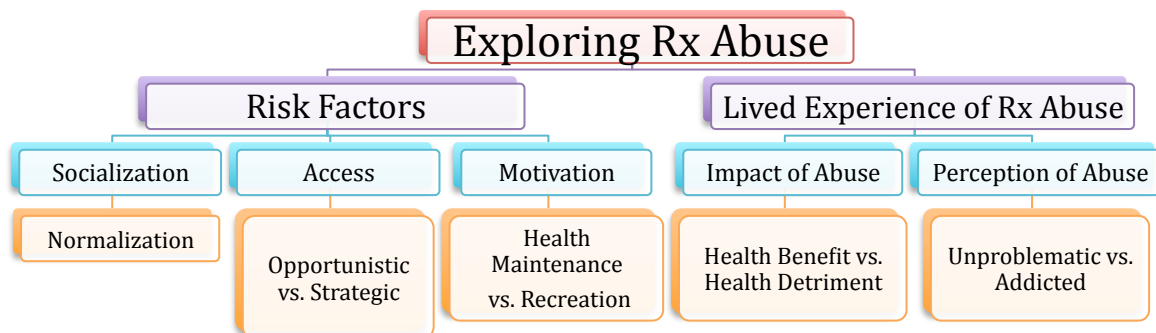 Exploring Rx Abuse
Risk Factors
Lived Experience of Rx Abuse
Socialization
Access
Motivation
Impact of Abuse
Perception of Abuse
Normalization
Opportunistic
vs. Strategic
Health
Maintenance
vs. Recreation
Health Benefit vs.
Health Detriment
Unproblematic vs.
Addicted